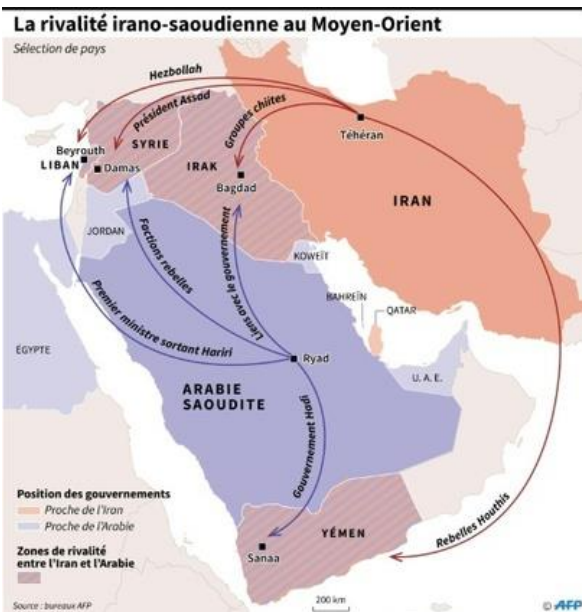 La rivalité irano-saoudienne au Moyen-Orient
Sélection de pays
Hezbollah
Président Assad
Groupes chiites
Téhéran
Beyrouth
SYRIE
LIBAN
Damas
IRAK
Bagdad
IRAN
JORDAN
Factions rebelles
Liens avec le gouvernement
KOWEÏT
Premier ministre sortant Hariri
BAHREÏN
QATAR
ÉGYPTE
Ryad
U. A. E.
ARABIE
SAOUDITE
Gouvernement Hadi
Position des gouvernements
Proche de l'Iran
Proche de l'Arabie
YÉMEN
Rebelles Houthis
Zones de rivalité
entre l'Iran et l'Arabie
Sanaa
Source : bureaux AFP
200 km
© AFP